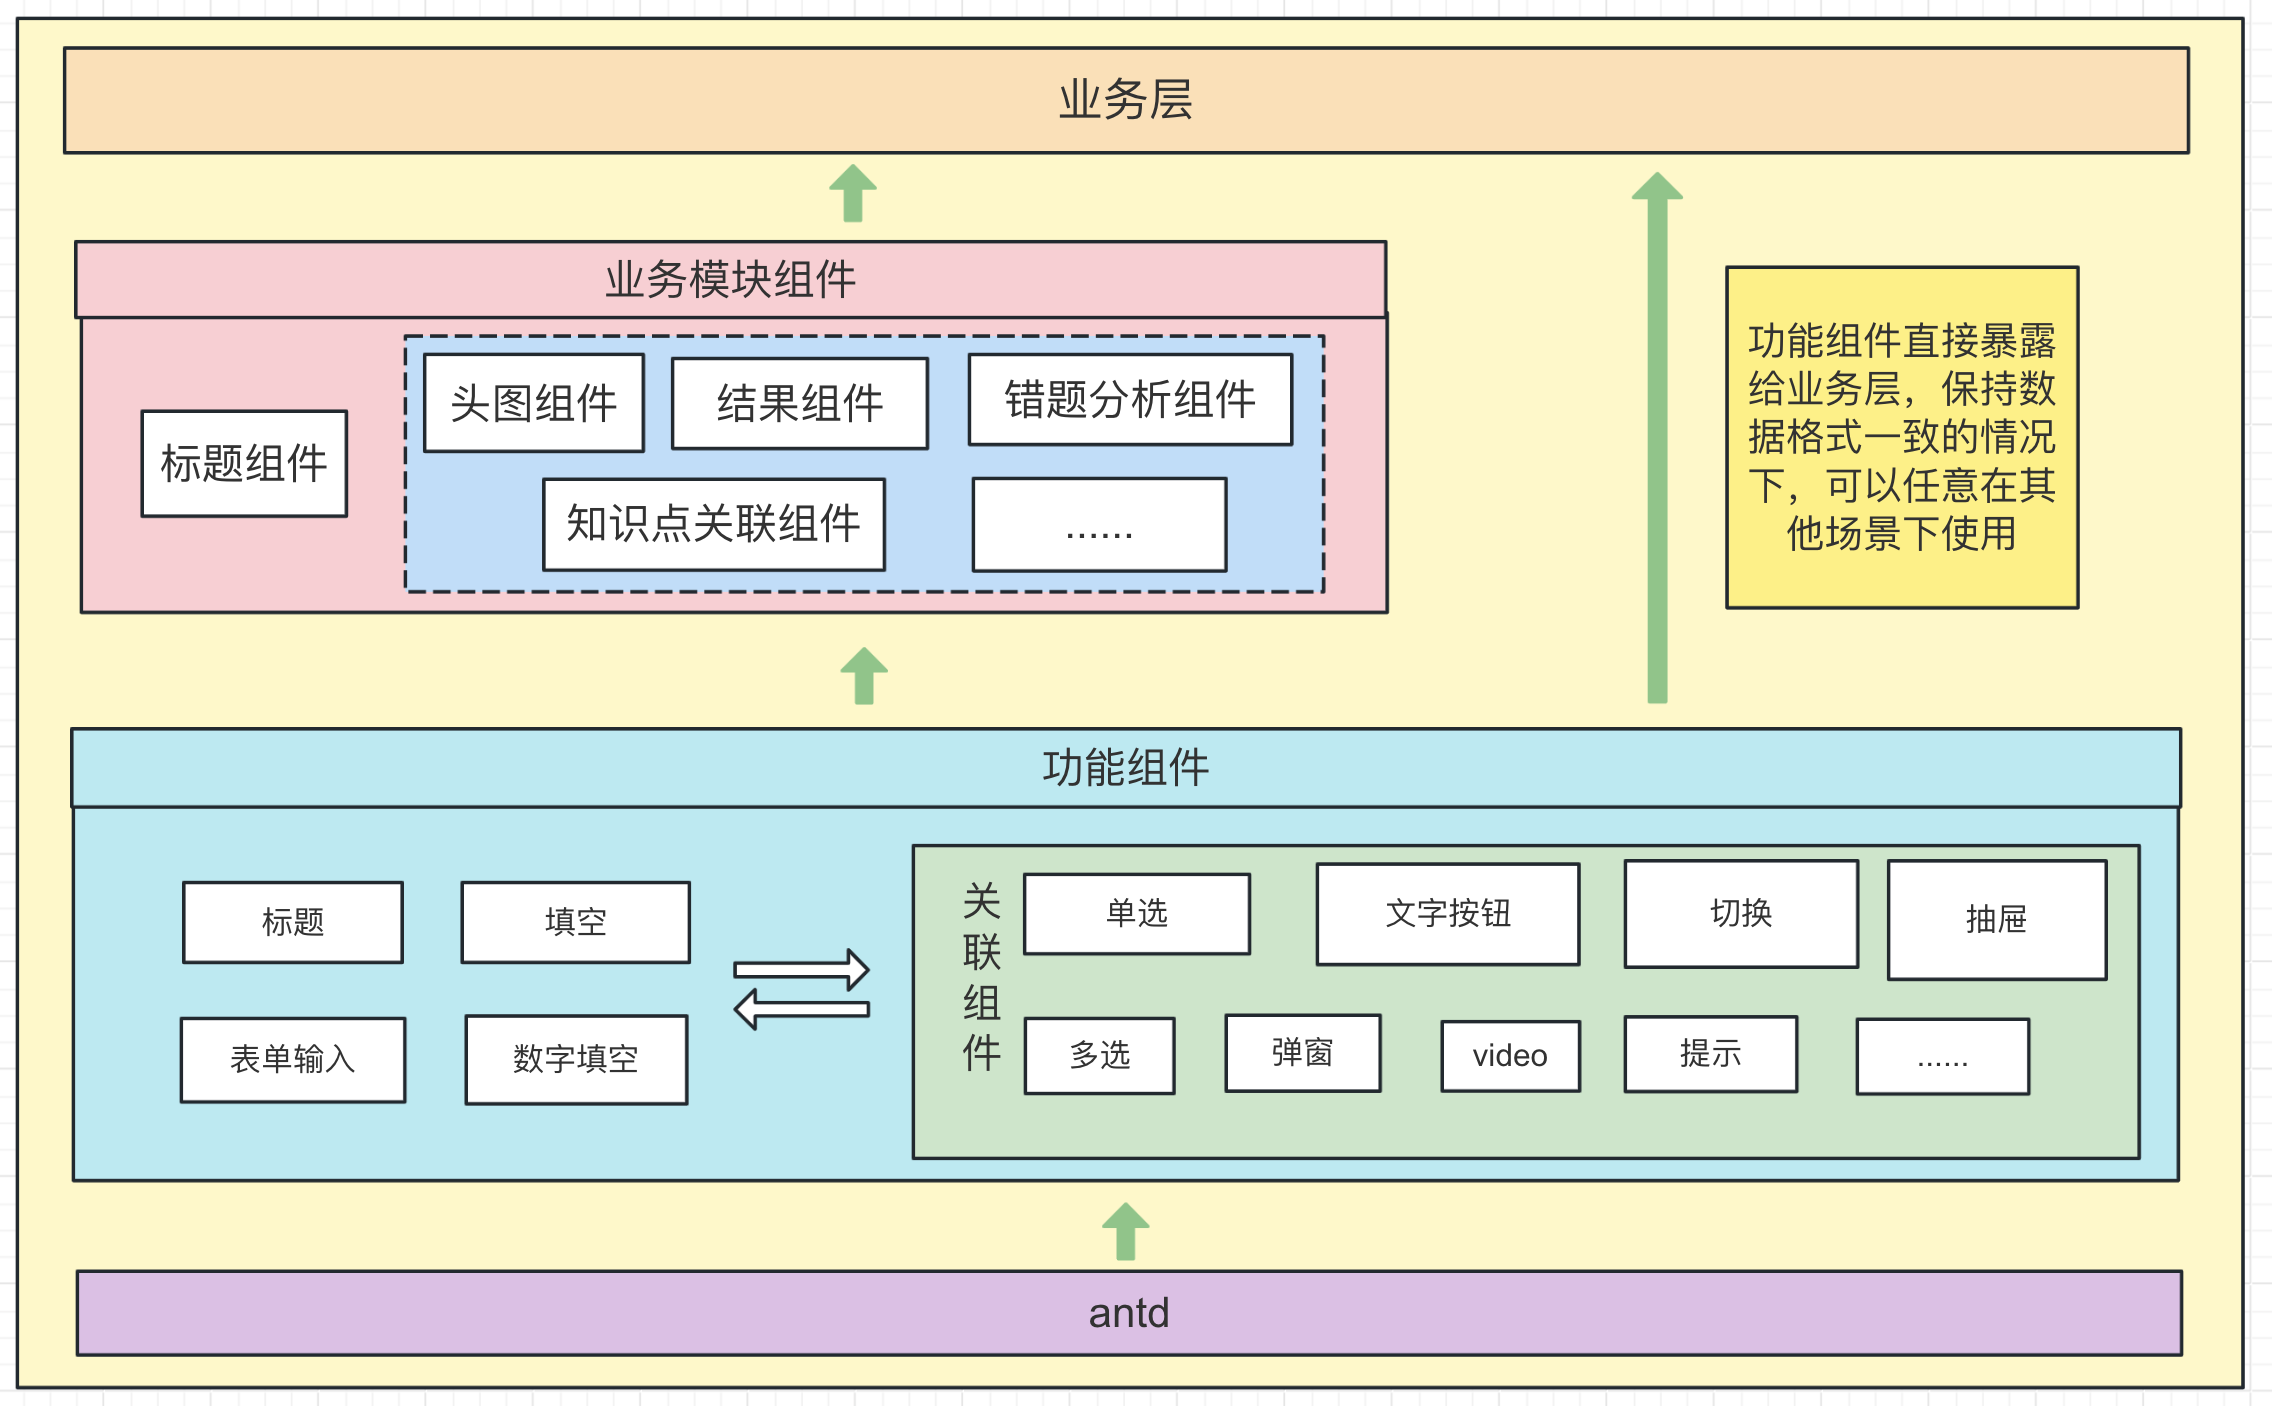 业务层
业务模块组件
标题组件
头图组件
结果组件
错题分析组件
知识点关联组件
......
功能组件直接暴露
给业务层，保持数
据格式一致的情况
下，可以任意在其
他场景下使用
功能组件
标题
填空
表单输入
数字填空
关
联
组
件
单选
文字按钮
切换
抽屉
多选
弹窗
video
提示
......
antd